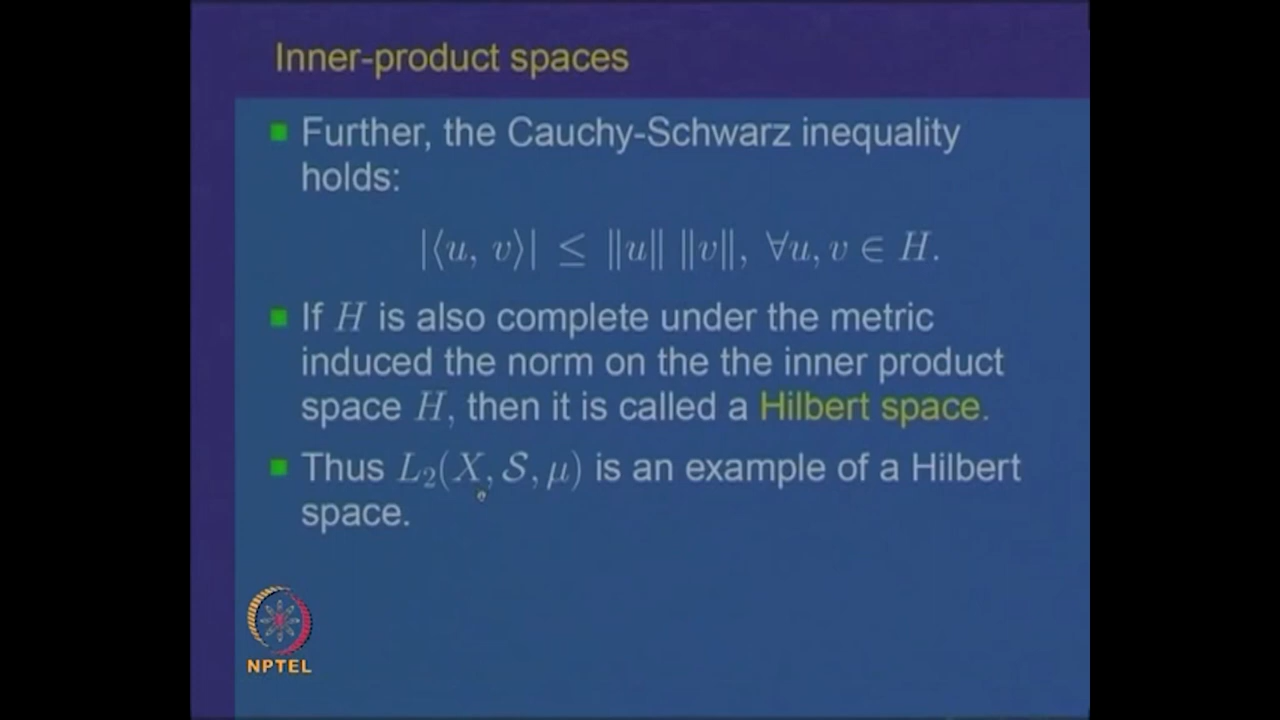 Inner-product spaces
Further, the Cauchy-Schwarz inequality
holds:
|⟨u, v⟩| ≤ ‖u‖ ‖v‖, ∀u, v ∈ H.
If H is also complete under the metric
induced the norm on the the inner product
space H, then it is called a Hilbert space.
Thus L₂(X, 𝒮, μ) is an example of a Hilbert
space.
NPTEL